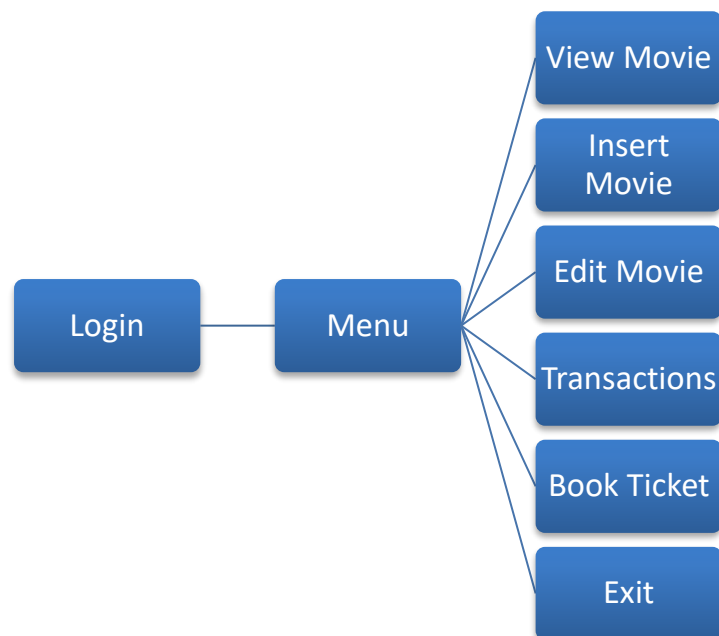 Login
Menu
View Movie
Insert
Movie
Edit Movie
Transactions
Book Ticket
Exit